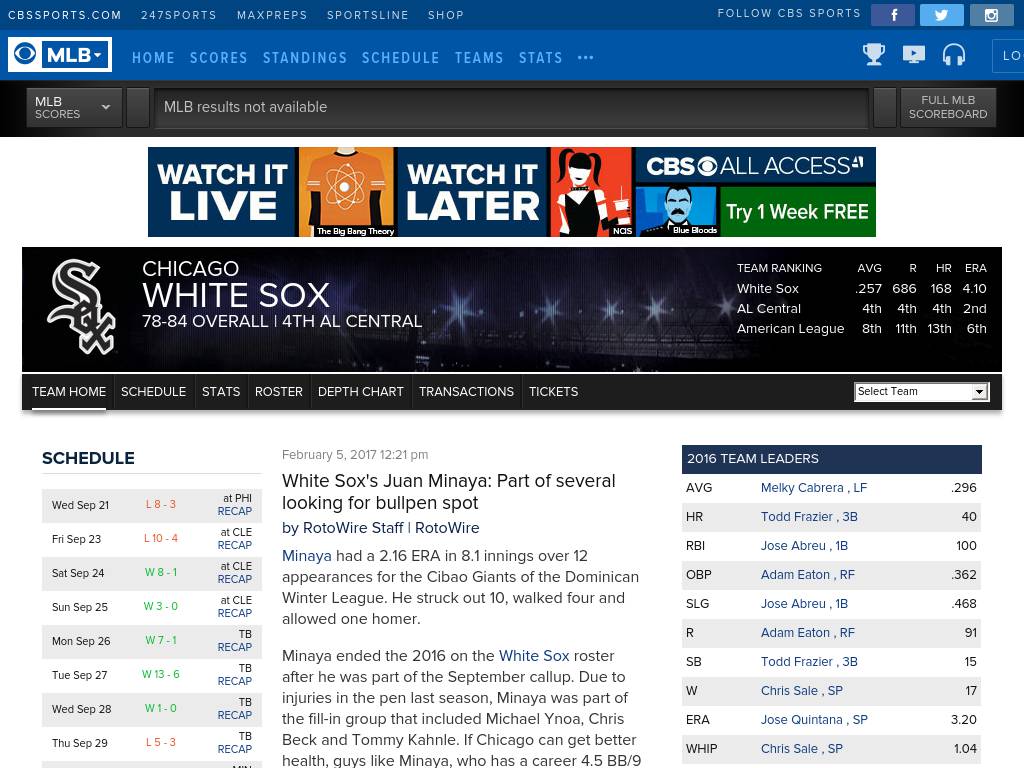 CBSSPORTS.COM 247SPORTS MAXPREPS SPORTSLINE SHOP FOLLOW CBS SPORTS
MLB HOME SCORES STANDINGS SCHEDULE TEAMS STATS ••• LO
MLB
SCORES
MLB results not available
FULL MLB
SCOREBOARD
WATCH IT
LIVE
The Big Bang Theory
WATCH IT
LATER
NCIS
CBS ALL ACCESS
Blue Bloods
Try 1 Week FREE
Sox
CHICAGO
WHITE SOX
78-84 OVERALL | 4TH AL CENTRAL
TEAM RANKING AVG R HR ERA
White Sox .257 686 168 4.10
AL Central 4th 4th 4th 2nd
American League 8th 11th 13th 6th
TEAM HOME SCHEDULE STATS ROSTER DEPTH CHART TRANSACTIONS TICKETS Select Team
SCHEDULE
Wed Sep 21 L 8 - 3 at PHI
RECAP
Fri Sep 23 L 10 - 4 at CLE
RECAP
Sat Sep 24 W 8 - 1 at CLE
RECAP
Sun Sep 25 W 3 - 0 at CLE
RECAP
Mon Sep 26 W 7 - 1 TB
RECAP
Tue Sep 27 W 13 - 6 TB
RECAP
Wed Sep 28 W 1 - 0 TB
RECAP
Thu Sep 29 L 5 - 3 TB
RECAP
February 5, 2017 12:21 pm
White Sox's Juan Minaya: Part of several
looking for bullpen spot
by RotoWire Staff | RotoWire
Minaya had a 2.16 ERA in 8.1 innings over 12
appearances for the Cibao Giants of the Dominican
Winter League. He struck out 10, walked four and
allowed one homer.
Minaya ended the 2016 on the White Sox roster
after he was part of the September callup. Due to
injuries in the pen last season, Minaya was part of
the fill-in group that included Michael Ynoa, Chris
Beck and Tommy Kahnle. If Chicago can get better
health, guys like Minaya, who has a career 4.5 BB/9
2016 TEAM LEADERS
AVG Melky Cabrera , LF .296
HR Todd Frazier , 3B 40
RBI Jose Abreu , 1B 100
OBP Adam Eaton , RF .362
SLG Jose Abreu , 1B .468
R Adam Eaton , RF 91
SB Todd Frazier , 3B 15
W Chris Sale , SP 17
ERA Jose Quintana , SP 3.20
WHIP Chris Sale , SP 1.04